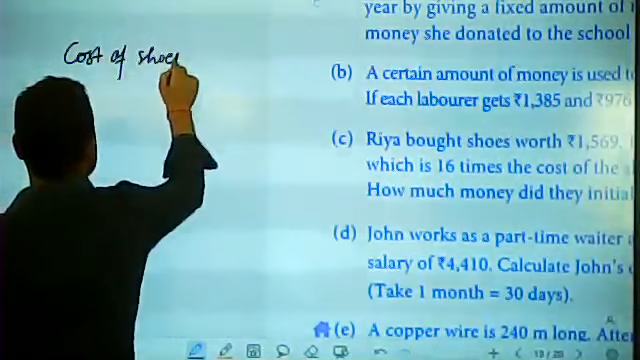 year by giving a fixed amount of
money she donated to the school
Cost of shoes
(b) A certain amount of money is used
If each labourer gets ₹1,385 and ₹976
(c) Riya bought shoes worth ₹1,569.
which is 16 times the cost of the
How much money did they
(d) John works as a part-time waiter
salary of ₹4,410. Calculate John's
(Take 1 month = 30 days).
(e) A copper wire is 240 m long.